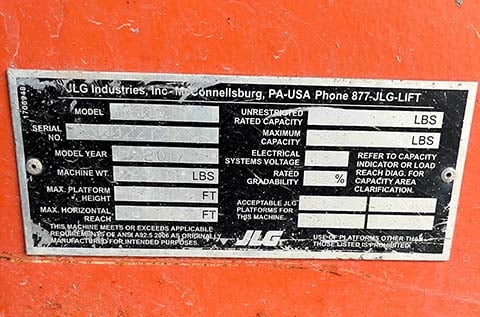 JLG Industries, Inc - McConnellsburg, PA-USA Phone 877-JLG-LIFT
1706948
MODEL
SERIAL NO.
MODEL YEAR
MACHINE WT. LBS
MAX. PLATFORM HEIGHT FT
MAX. HORIZONTAL REACH FT
THIS MACHINE MEETS OR EXCEEDS APPLICABLE
REQUIREMENTS OF ANSI A92.5 2006 AS ORIGINALLY
MANUFACTURED FOR INTENDED PURPOSES.
UNRESTRICTED
RATED CAPACITY LBS
MAXIMUM
CAPACITY LBS
ELECTRICAL
SYSTEMS VOLTAGE
RATED
GRADABILITY %
REFER TO CAPACITY
INDICATOR OR LOAD
REACH DIAG. FOR
CAPACITY AREA
CLARIFICATION.
ACCEPTABLE JLG
PLATFORMS FOR
THIS MACHINE
JLG
USE OF PLATFORMS OTHER THAN
THOSE LISTED IS PROHIBITED.